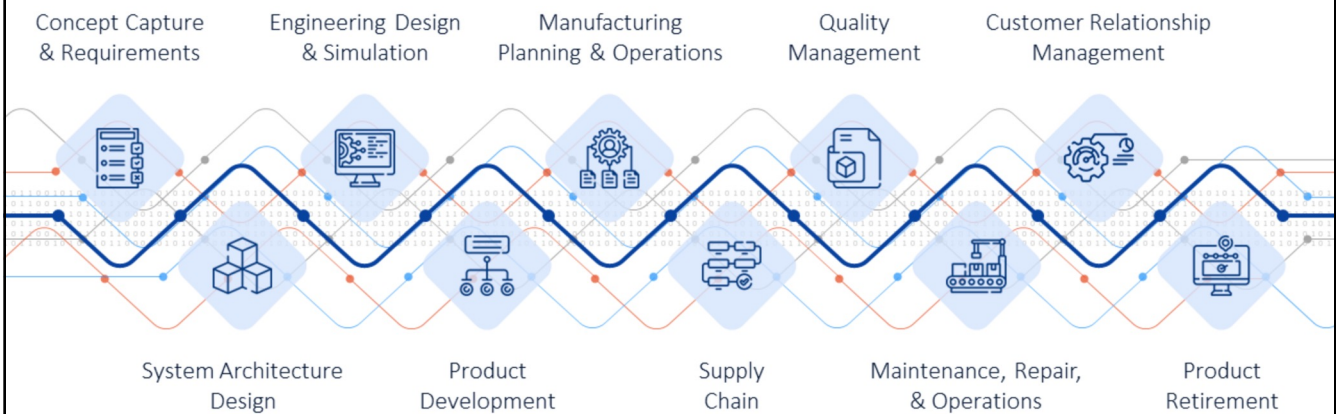 Concept Capture
& Requirements
Engineering Design
& Simulation
Manufacturing
Planning & Operations
Quality
Management
Customer Relationship
Management
System Architecture
Design
Product
Development
Supply
Chain
Maintenance, Repair,
& Operations
Product
Retirement